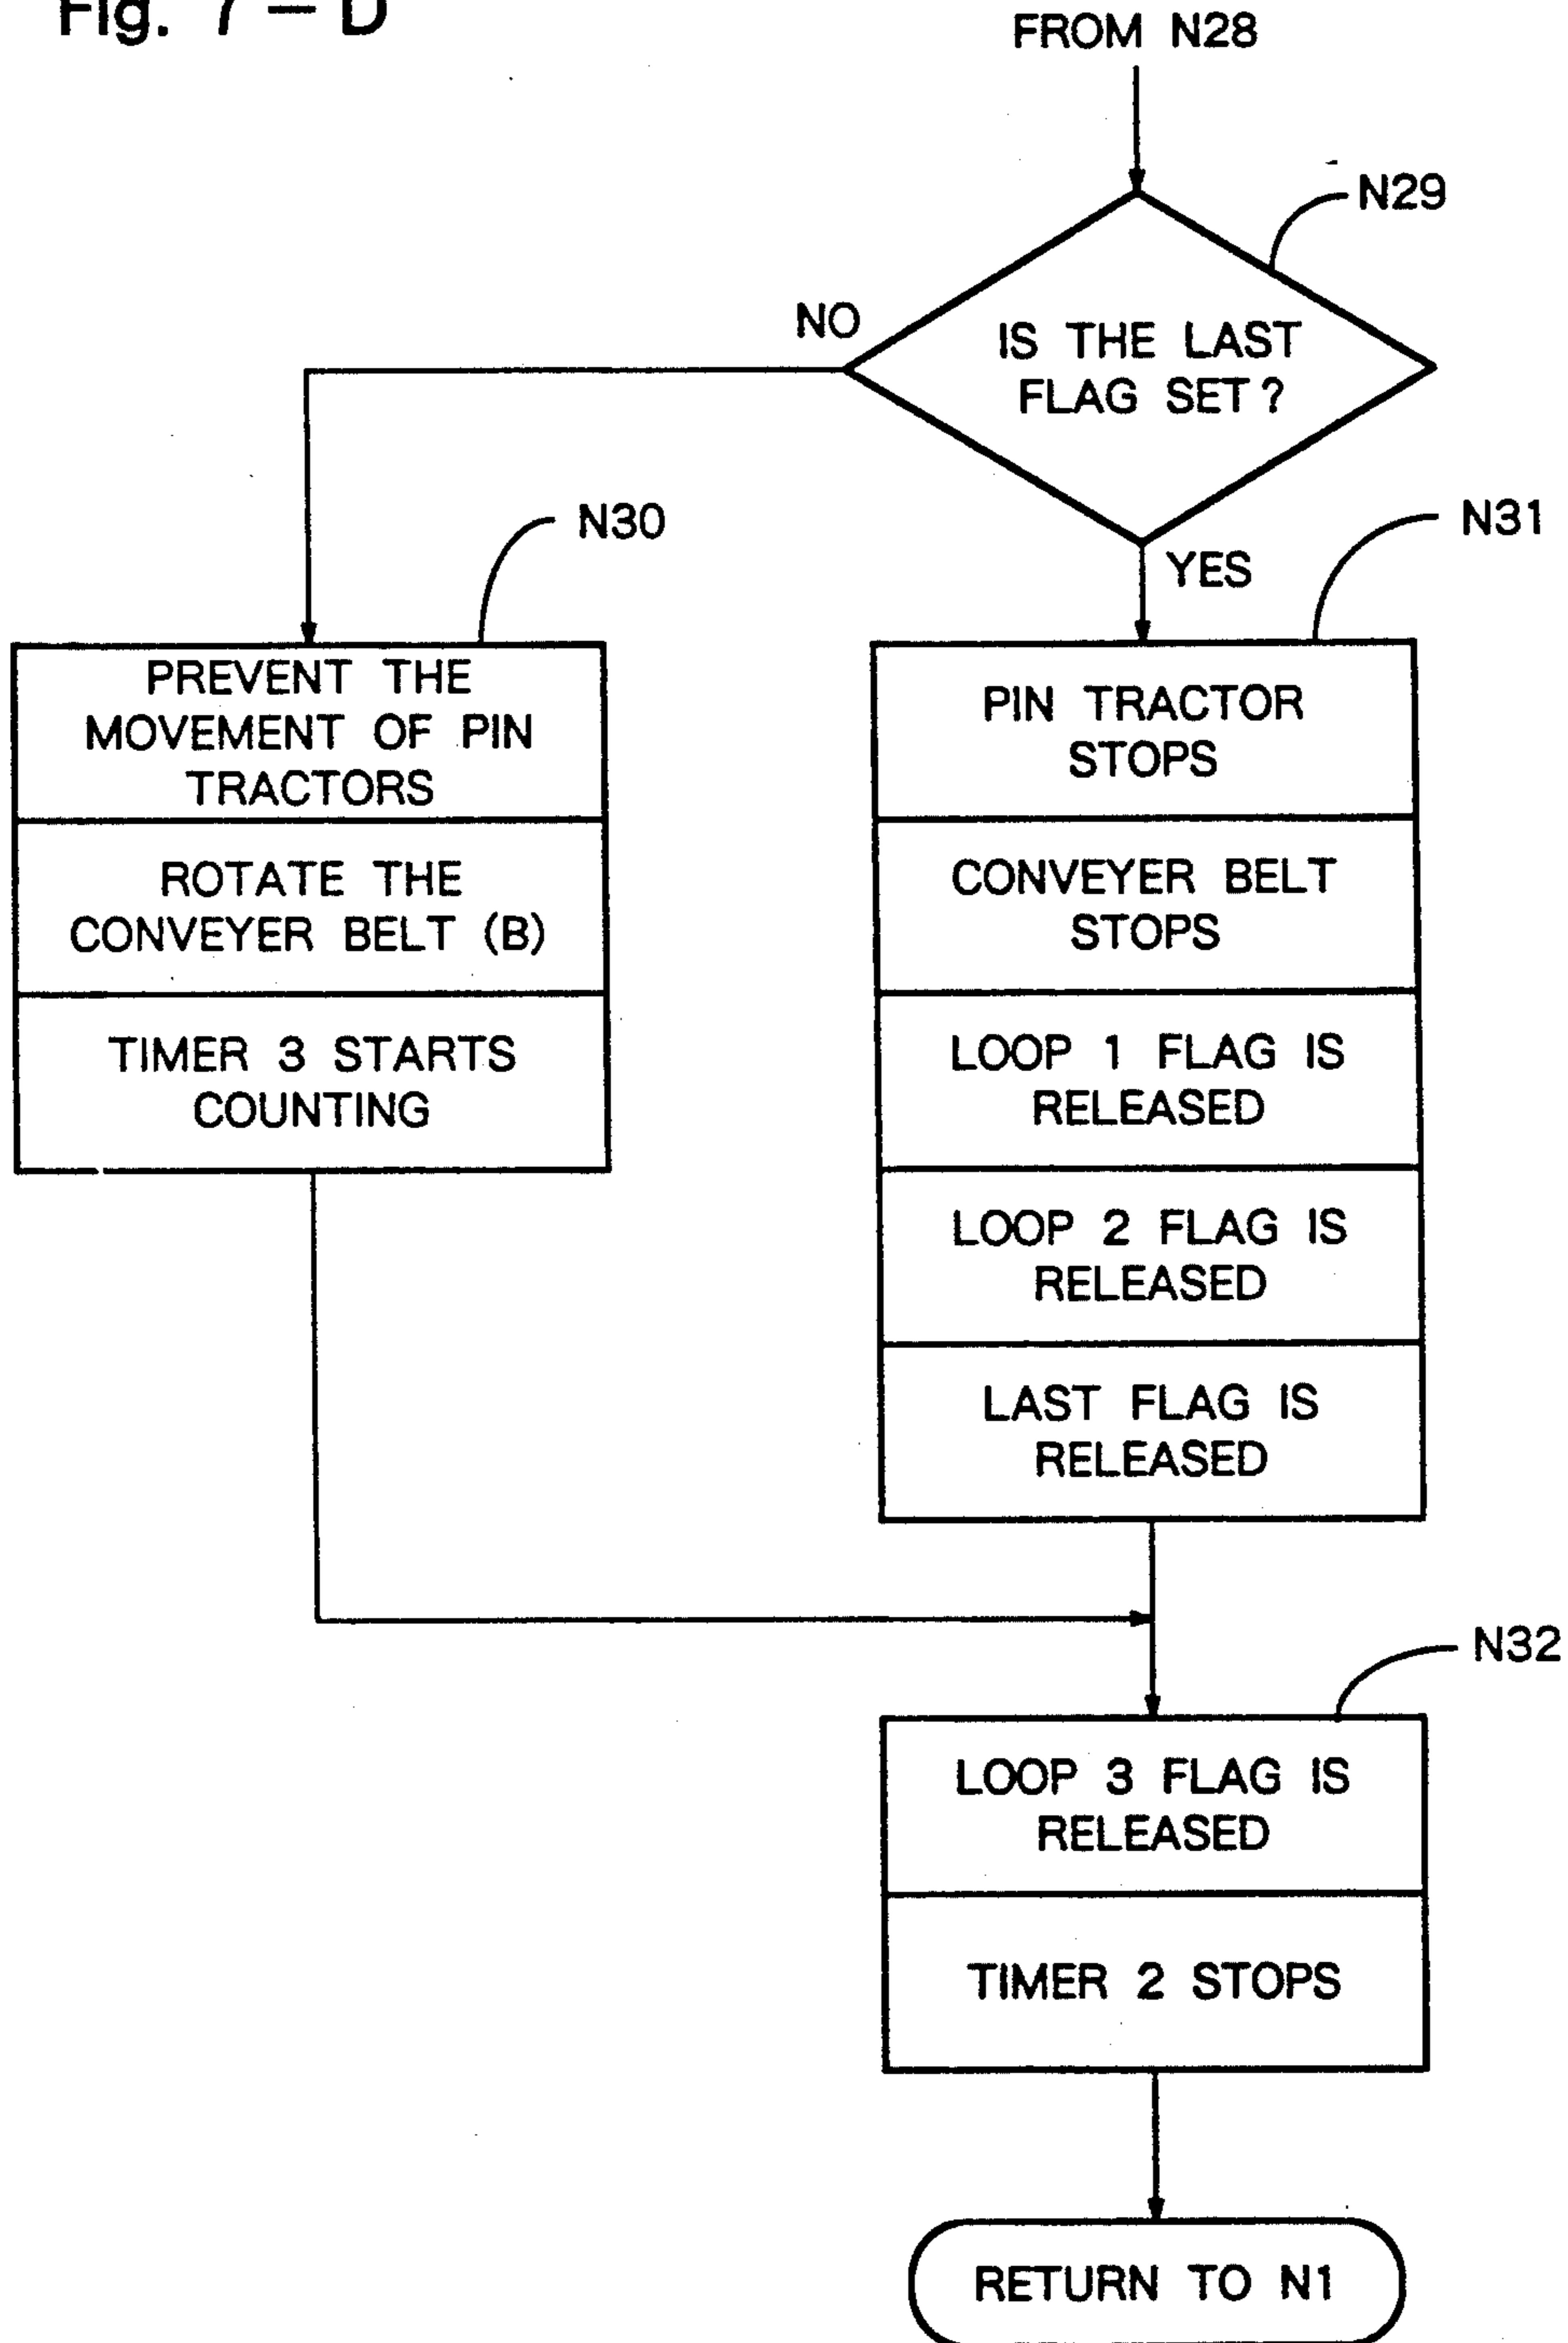 Fig. 7-D
FROM N28
N29
NO
IS THE LAST
FLAG SET?
N30
N31
YES
PREVENT THE
MOVEMENT OF PIN
TRACTORS
ROTATE THE
CONVEYER BELT (B)
TIMER 3 STARTS
COUNTING
PIN TRACTOR
STOPS
CONVEYER BELT
STOPS
LOOP 1 FLAG IS
RELEASED
LOOP 2 FLAG IS
RELEASED
LAST FLAG IS
RELEASED
N32
LOOP 3 FLAG IS
RELEASED
TIMER 2 STOPS
RETURN TO N1